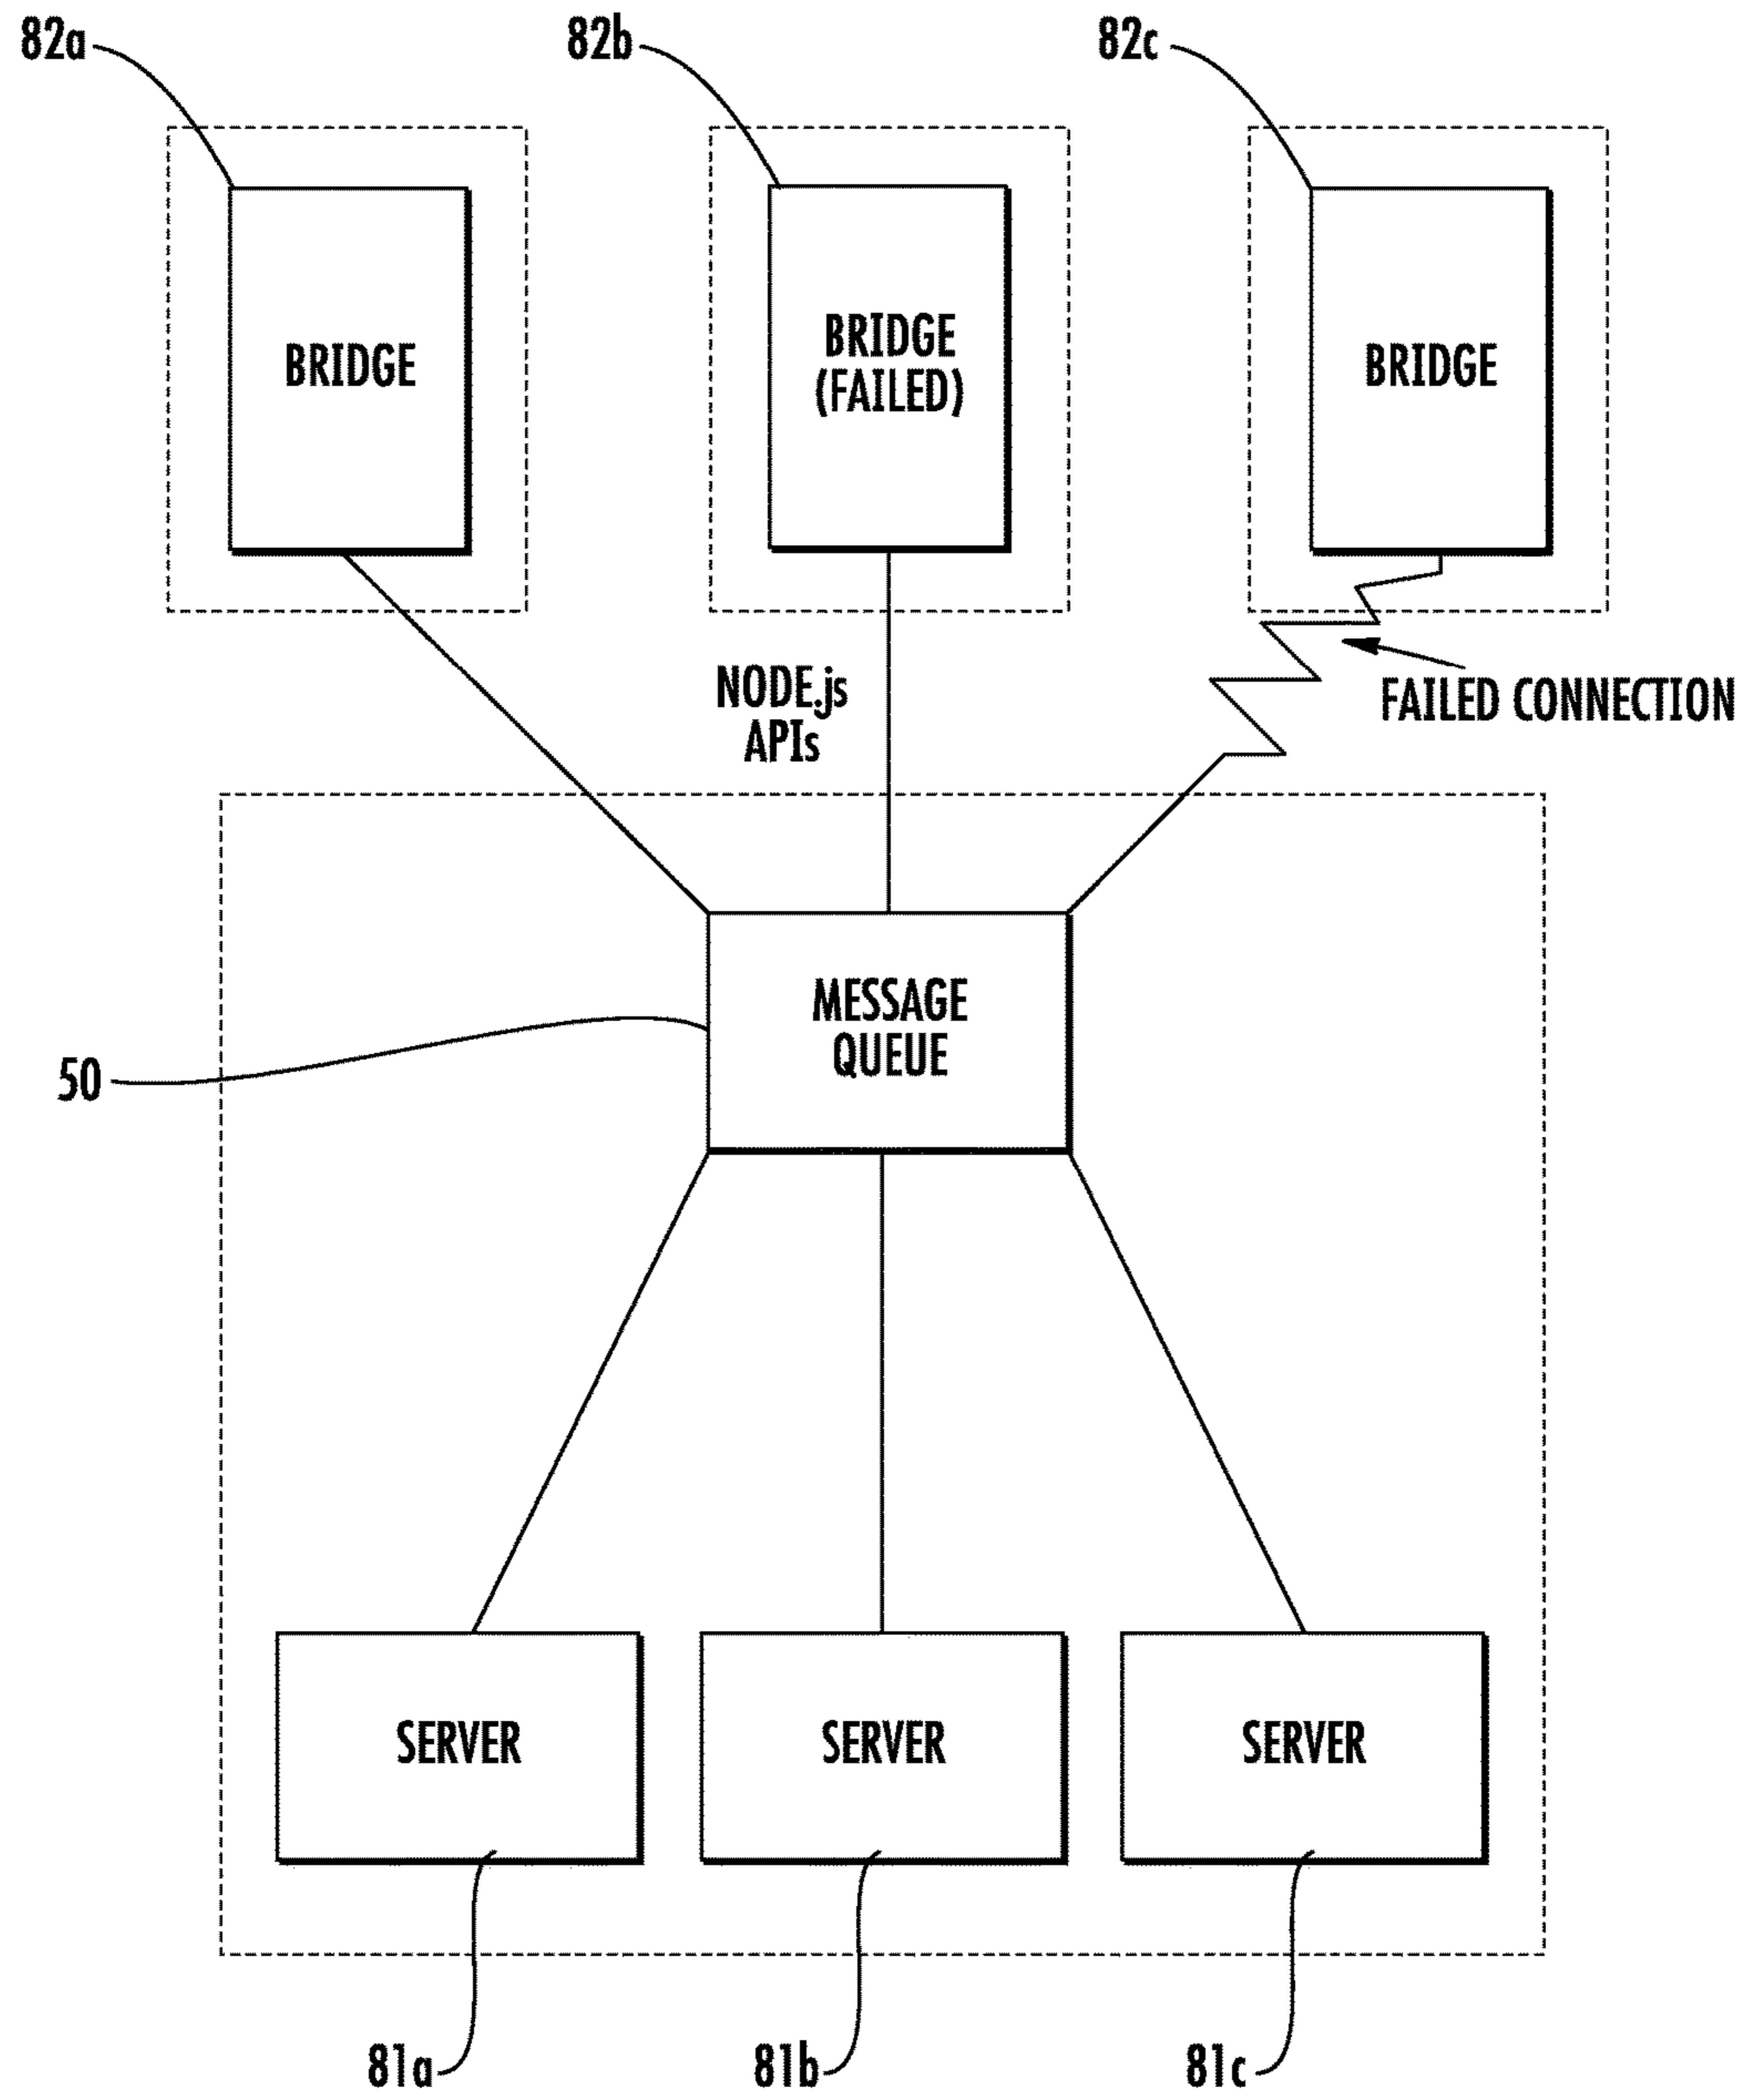 82a
82b
82c
BRIDGE
BRIDGE
(FAILED)
BRIDGE
NODE.js
APIs
FAILED CONNECTION
MESSAGE
QUEUE
50
SERVER
SERVER
SERVER
81a
81b
81c